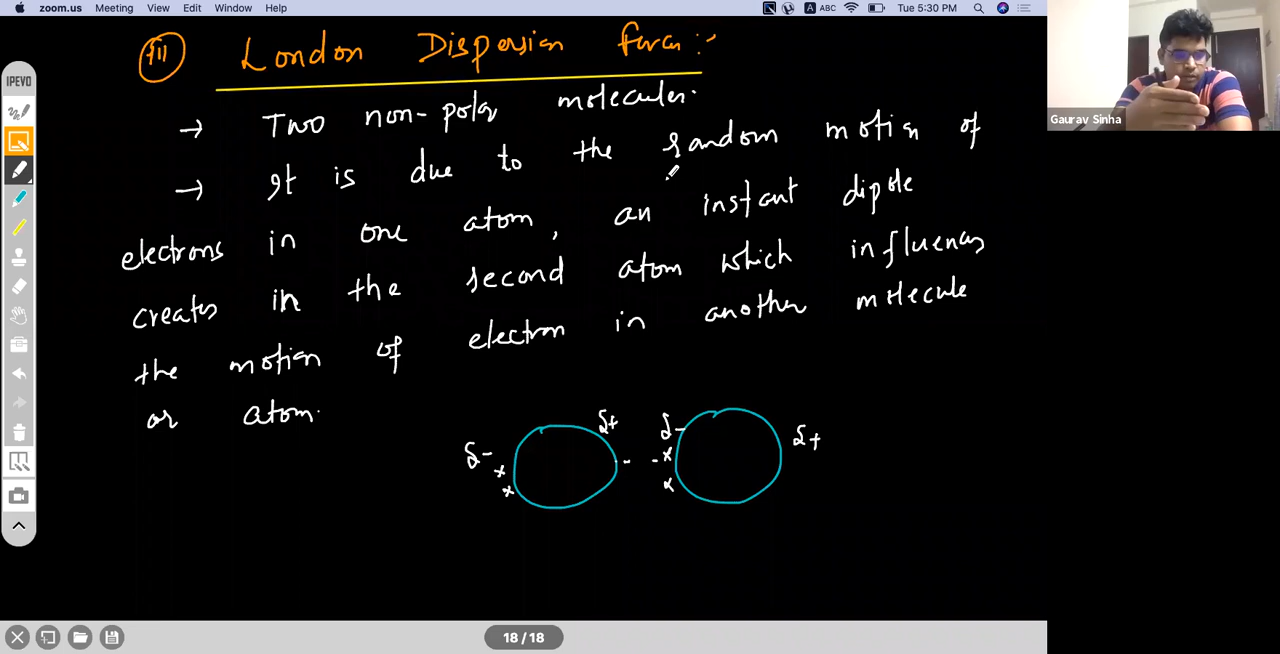 zoom.us Meeting View Edit Window Help
A ABC Tue 5:30 PM
IPEVO
Gaurav Sinha
(iii) London Dispersion forces :-
→ Two non-polar molecules.
→ It is due to the random motion of
electrons in one atom, an instant dipole
creates in the second atom which influences
the motion of electron in another molecule
or atom.
δ- δ+ δ- δ+
x x
x x
18 / 18